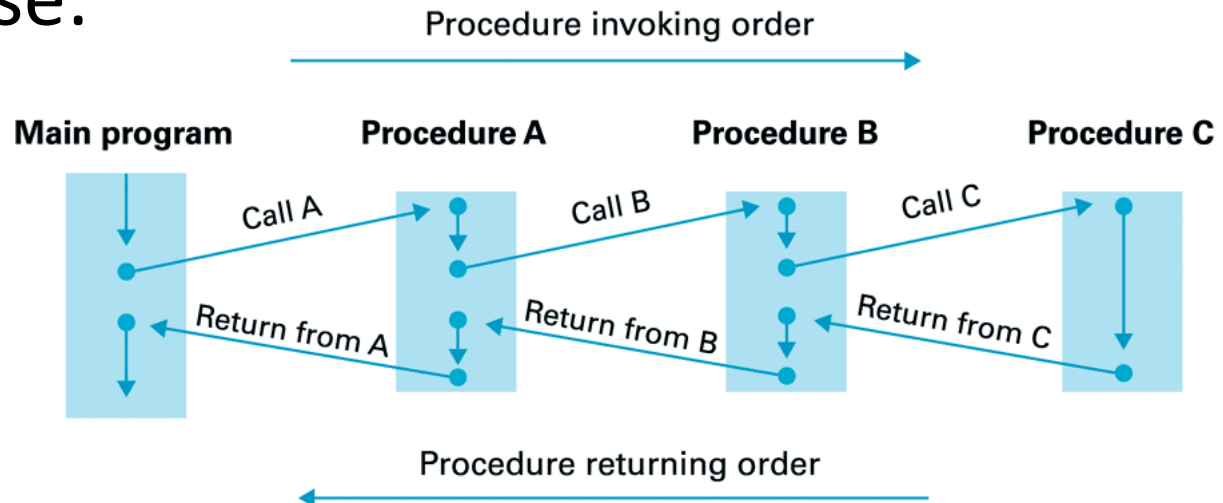 se.
Procedure invoking order
Main program
Procedure A
Procedure B
Procedure C
Call A
Call B
Call C
Return from A
Return from B
Return from C
Procedure returning order